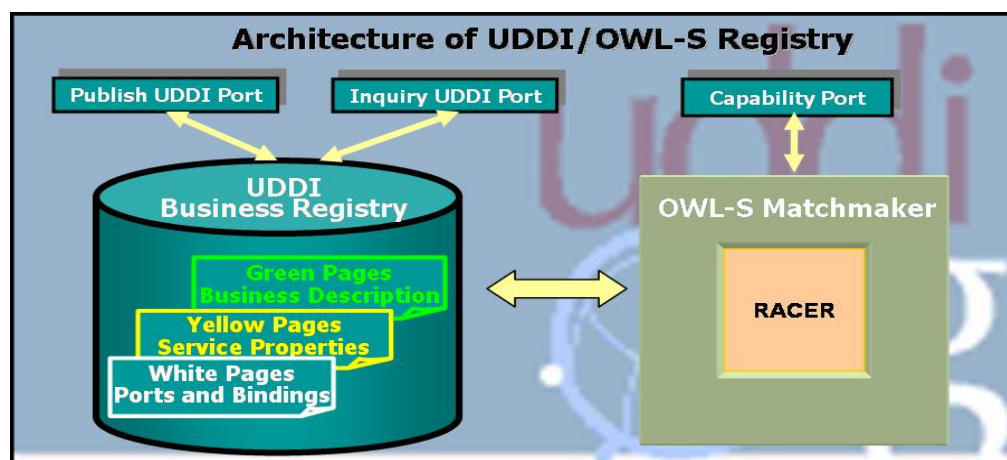 Architecture of UDDI/OWL-S Registry
Publish UDDI Port
Inquiry UDDI Port
Capability Port
UDDI
Business Registry
Green Pages
Business Description
Yellow Pages
Service Properties
White Pages
Ports and Bindings
OWL-S Matchmaker
RACER
uddi